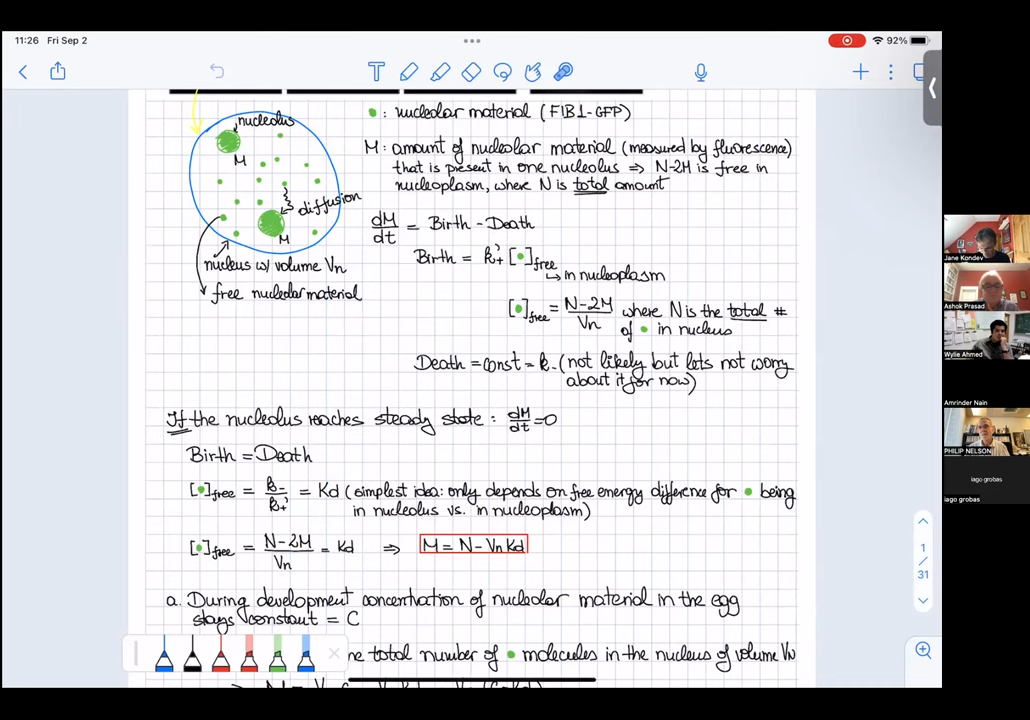 11:26 Fri Sep 2
92%
nucleolus
M
diffusion
M
nucleus w/ volume Vn
free nucleolar material
: nucleolar material (FIB1-GFP)
M: amount of nucleolar material (measured by fluorescence)
that is present in one nucleolus ⇒ N-2M is free in
nucleoplasm, where N is total amount
dM/dt = Birth - Death
Birth = k'+ [•]free
in nucleoplasm
[•]free = N-2M/Vn where N is the total #
of • in nucleus
Death = const = k- (not likely but lets not worry
about it for now)
If the nucleolus reaches steady state: dM/dt = 0
Birth = Death
[•]free = k-/k'+ = Kd (simplest idea: only depends on free energy difference for • being
in nucleolus vs. in nucleoplasm)
[•]free = N-2M/Vn = Kd ⇒ M = N - Vn Kd
a. During development concentration of nucleolar material in the egg
stays constant = C
the total number of • molecules in the nucleus of volume Vn
1
/
31
Jane Kondev
Ashok Prasad
Wylie Ahmed
Amrinder Nain
PHILIP NELSON
iago grobas
iago grobas